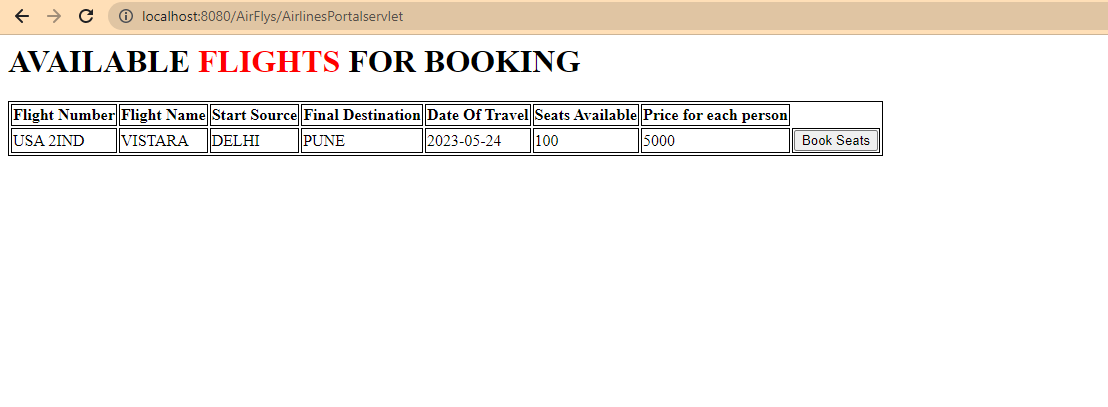 localhost:8080/AirFlys/AirlinesPortalservlet
AVAILABLE FLIGHTS FOR BOOKING
Flight Number Flight Name Start Source Final Destination Date Of Travel Seats Available Price for each person
USA 2IND VISTARA DELHI PUNE 2023-05-24 100 5000 Book Seats